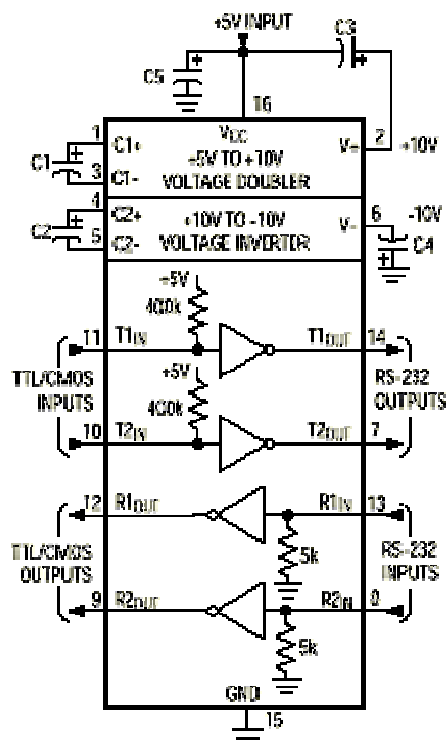 +5V INPUT
C3
C5
16
VCC
1
C1+
C1
3
C1-
+5V TO +10V
VOLTAGE DOUBLER
V+
2
+10V
4
C2+
C2
5
C2-
+10V TO -10V
VOLTAGE INVERTER
V-
6
-10V
C4
+5V
400k
11
T1IN
T1OUT
14
+5V
400k
TTL/CMOS
INPUTS
RS-232
OUTPUTS
10
T2IN
T2OUT
7
12
R1OUT
R1IN
13
5k
TTL/CMOS
OUTPUTS
RS-232
INPUTS
9
R2OUT
R2IN
8
5k
GND
15